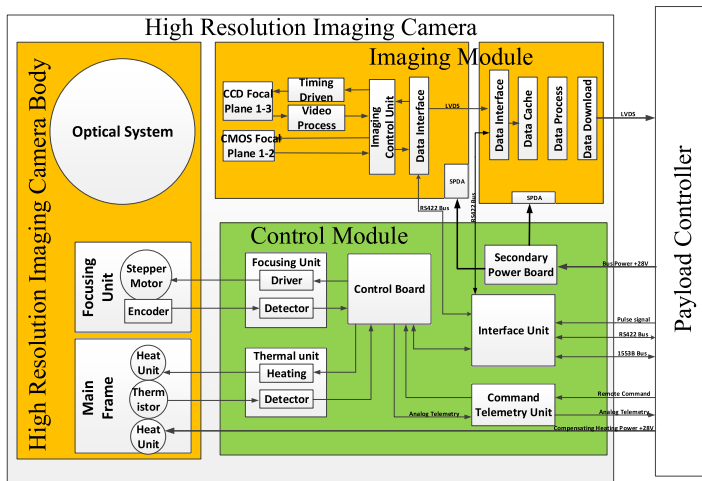 High Resolution Imaging Camera
High Resolution Imaging Camera Body
Optical System
Focusing
Unit
Stepper
Motor
Encoder
Main
Frame
Heat
Unit
Therm
istor
Heat
Unit
Imaging Module
CCD Focal
Plane 1-3
CMOS Focal
Plane 1-2
Timing
Driven
Video
Process
Imaging
Control Unit
Data Interface
LVDS
RS422 Bus
SPDA
RS422 Bus
Data Interface
Data Cache
Data Process
Data Download
LVDS
SPDA
Control Module
Focusing Unit
Driver
Detector
Thermal unit
Heating
Detector
Control Board
Analog Telemetry
Secondary
Power Board
Interface Unit
Command
Telemetry Unit
Bus Power +28V
Pulse signal
RS422 Bus
1553B Bus
Remote Command
Analog Telemetry
Compensating Heating Power +28V
Payload Controller